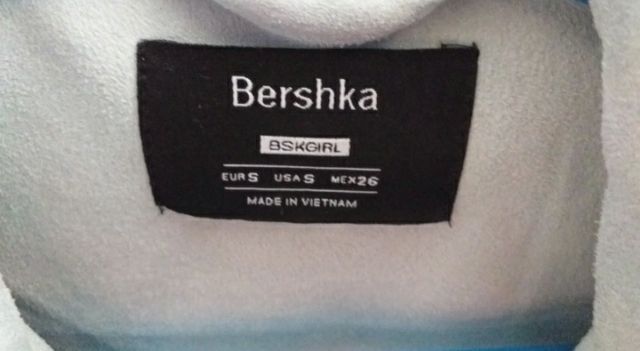 Bershka
BSKGIRL
EUR S USA S MEX 26
MADE IN VIETNAM